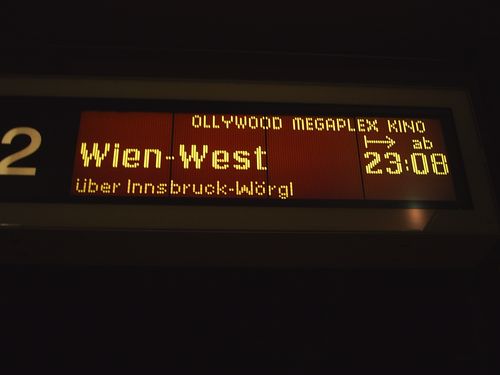 2
OLLYWOOD MEGAPLEX KINO
Wien-West
ab
23:08
über Innsbruck-Wörgl